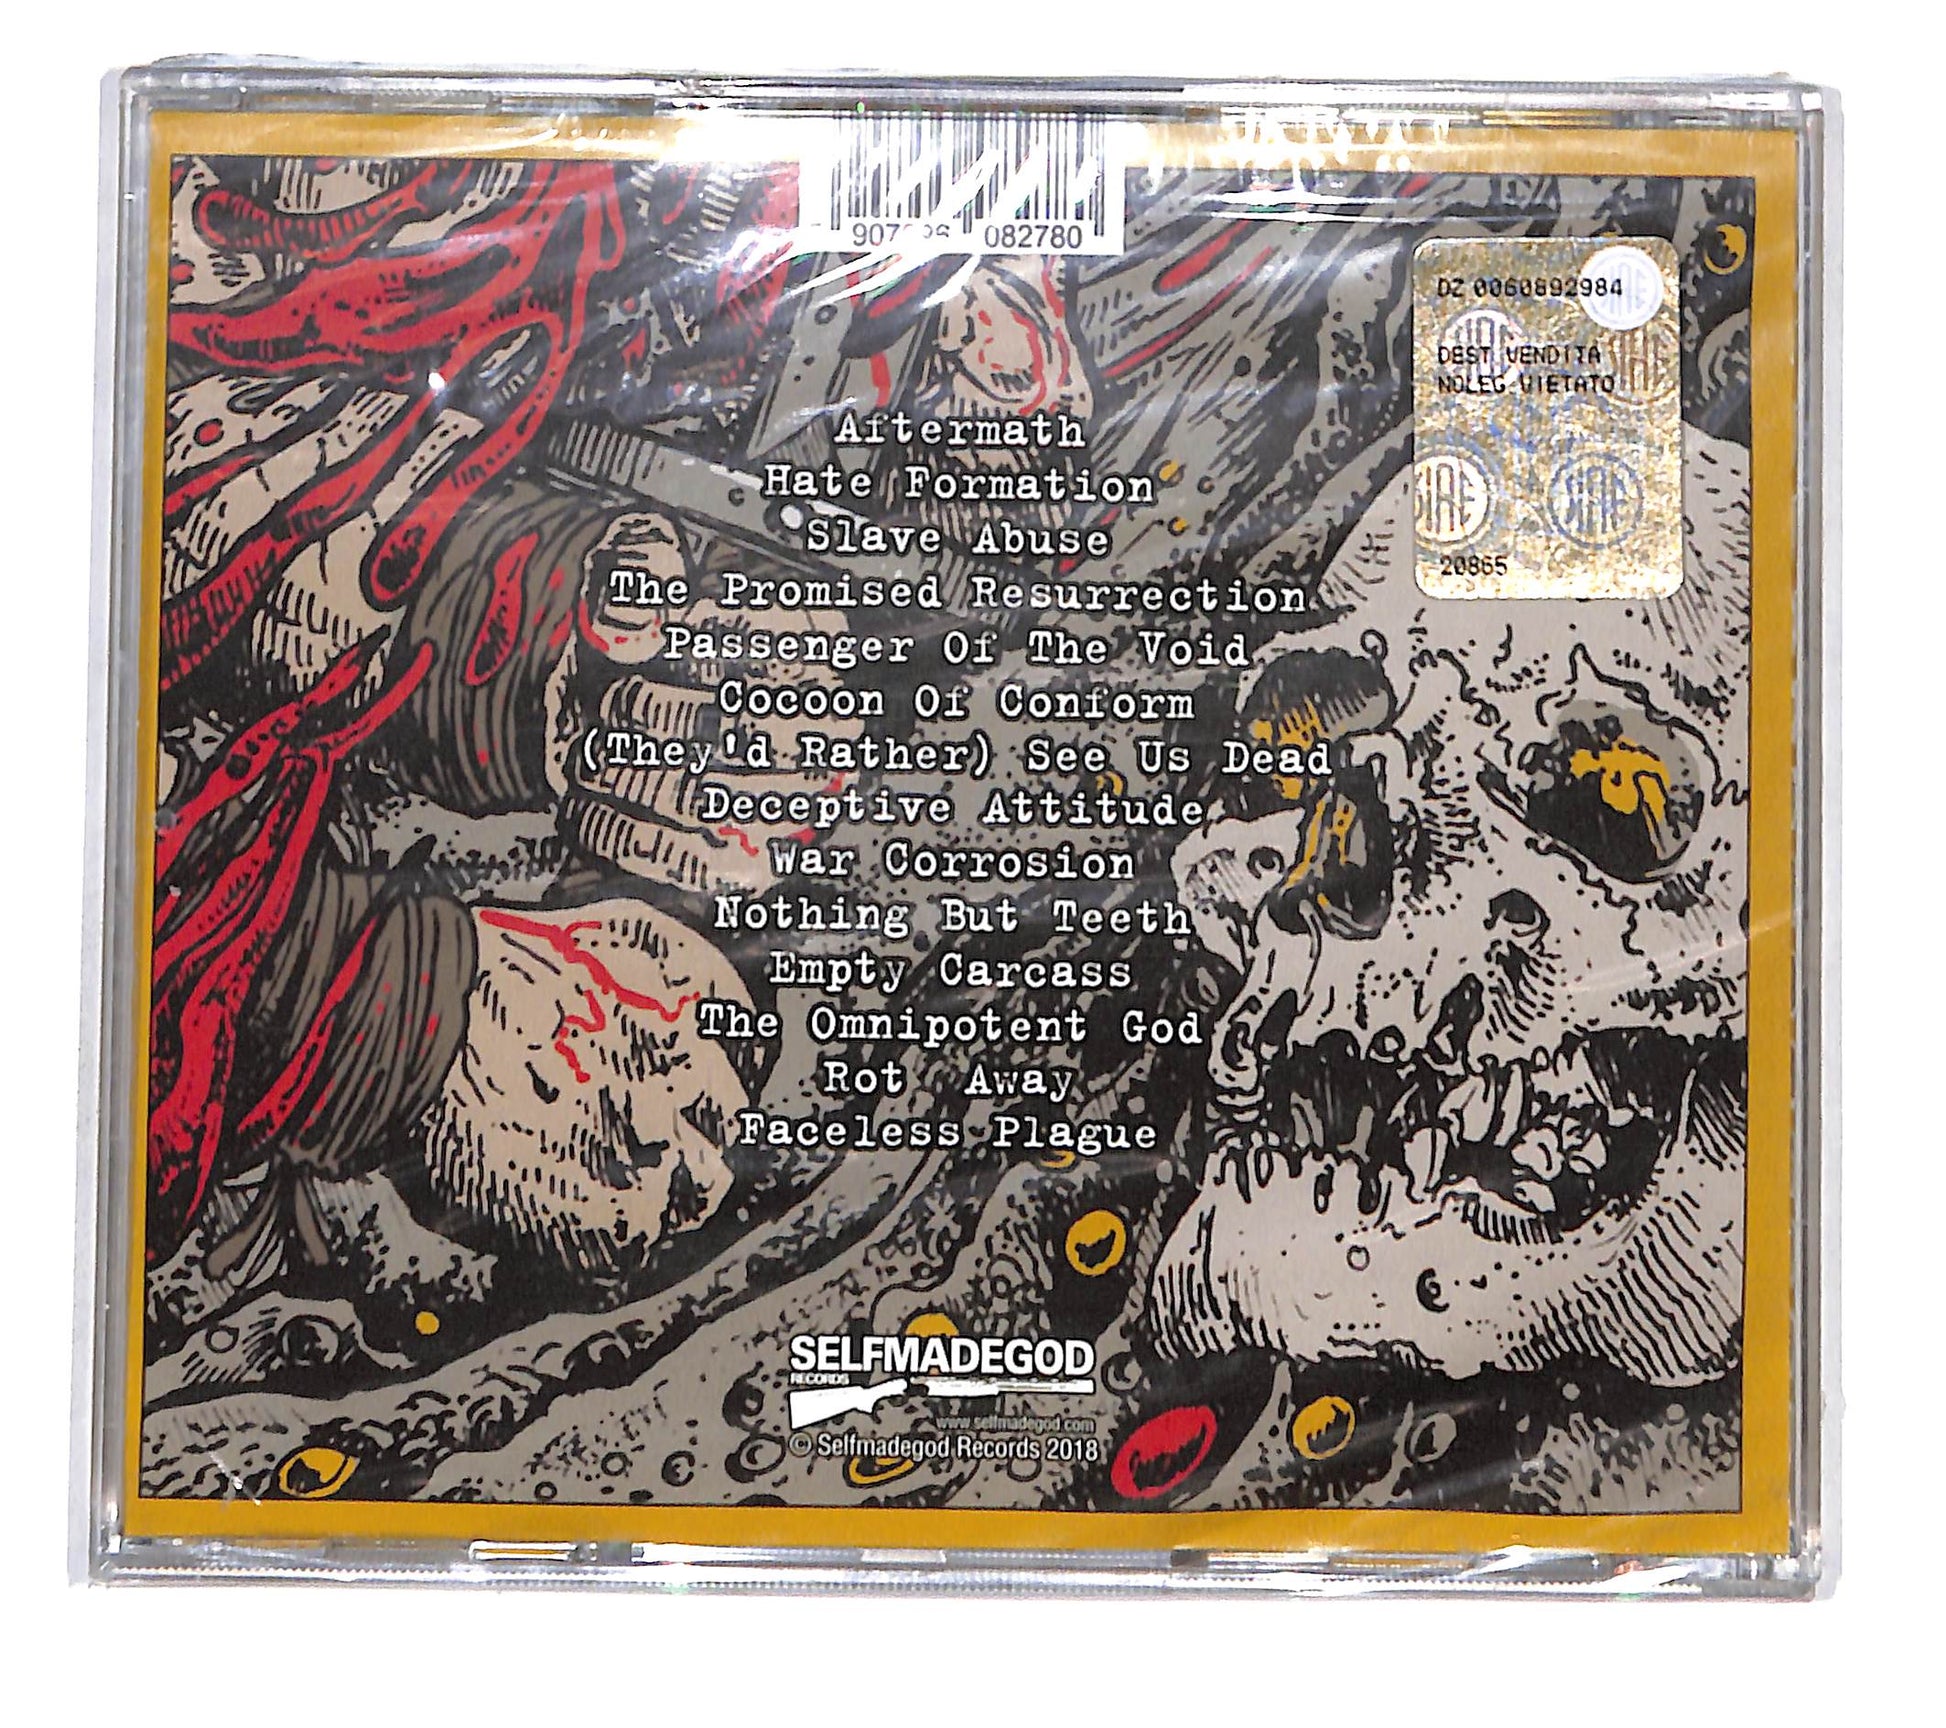 082780
DZ 0060892984
DEST VENDITA
NOLEG VIETATO
SIAE
SIAE
20865
Aftermath
Hate Formation
Slave Abuse
The Promised Resurrection
Passenger Of The Void
Cocoon Of Conform
(They'd Rather) See Us Dead
Deceptive Attitude
War Corrosion
Nothing But Teeth
Empty Carcass
The Omnipotent God
Rot Away
Faceless Plague
SELFMADEGOD
RECORDS
www.selfmadegod.com
© Selfmadegod Records 2018